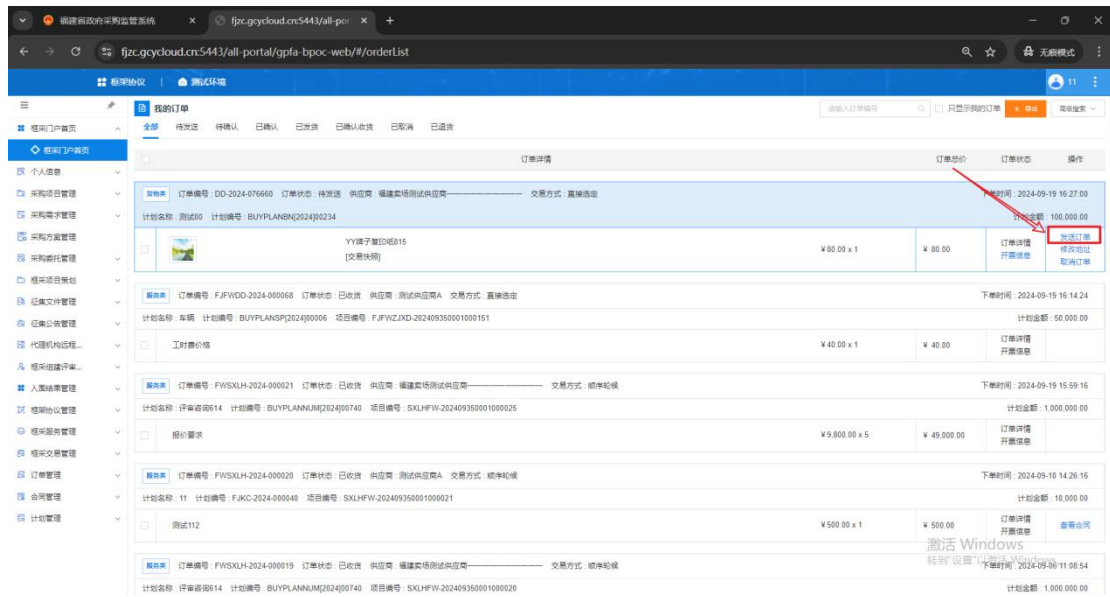 福建省政府采购监管系统
fjzc.gcycloud.cn:5443/all-por
fjzc.gcycloud.cn:5443/all-portal/gpfa-bpoc-web/#/orderList
无痕模式
框架协议 | 测试环境
11
我的订单
请输入订单编号
只显示我的订单
导出
高级搜索
全部 待发送 待确认 已确认 已发货 已确认收货 已取消 已退货
框采门户首页
框采门户首页
个人信息
采购项目管理
采购需求管理
采购方案管理
采购委托管理
框采项目策划
征集文件管理
征集公告管理
代理机构远程...
框采组建评审...
入围结果管理
框架协议管理
框采服务管理
框采交易管理
订单管理
合同管理
计划管理
订单详情 订单总价 订单状态 操作
货物类 订单编号 : DD-2024-076660 订单状态 : 待发送 供应商 : 福建卖场测试供应商—————————— 交易方式 : 直接选定 下单时间 : 2024-09-19 16:27:00
计划名称 : 测试00 计划编号 : BUYPLANBN[2024]00234 计划金额 : 100,000.00
YY牌子复印纸815
[交易快照]
¥ 80.00 x 1 ¥ 80.00
订单详情
开票信息
发送订单
修改地址
取消订单
服务类 订单编号 : FJFWDD-2024-000068 订单状态 : 已收货 供应商 : 测试供应商A 交易方式 : 直接选定 下单时间 : 2024-09-19 16:14:24
计划名称 : 车辆 计划编号 : BUYPLANSP[2024]00006 项目编号 : FJFWZJXD-202409350001000151 计划金额 : 50,000.00
工时费价格 ¥ 40.00 x 1 ¥ 40.00
订单详情
开票信息
服务类 订单编号 : FWSXLH-2024-000021 订单状态 : 已收货 供应商 : 福建卖场测试供应商—————————— 交易方式 : 顺序轮候 下单时间 : 2024-09-19 15:59:16
计划名称 : 评审咨询614 计划编号 : BUYPLANNUM[2024]00740 项目编号 : SXLHFW-202409350001000025 计划金额 : 1,000,000.00
报价要求 ¥ 9,800.00 x 5 ¥ 49,000.00
订单详情
开票信息
服务类 订单编号 : FWSXLH-2024-000020 订单状态 : 已收货 供应商 : 测试供应商A 交易方式 : 顺序轮候 下单时间 : 2024-09-10 14:26:16
计划名称 : 11 计划编号 : FJKC-2024-000040 项目编号 : SXLHFW-202409350001000021 计划金额 : 10,000.00
测试112 ¥ 500.00 x 1 ¥ 500.00
订单详情
开票信息
查看合同
激活 Windows
转到"设置"以激活 Windows。
服务类 订单编号 : FWSXLH-2024-000019 订单状态 : 已收货 供应商 : 福建卖场测试供应商—————————— 交易方式 : 顺序轮候 下单时间 : 2024-09-06 11:08:54
计划名称 : 评审咨询614 计划编号 : BUYPLANNUM[2024]00740 项目编号 : SXLHFW-202409350001000020 计划金额 : 1,000,000.00